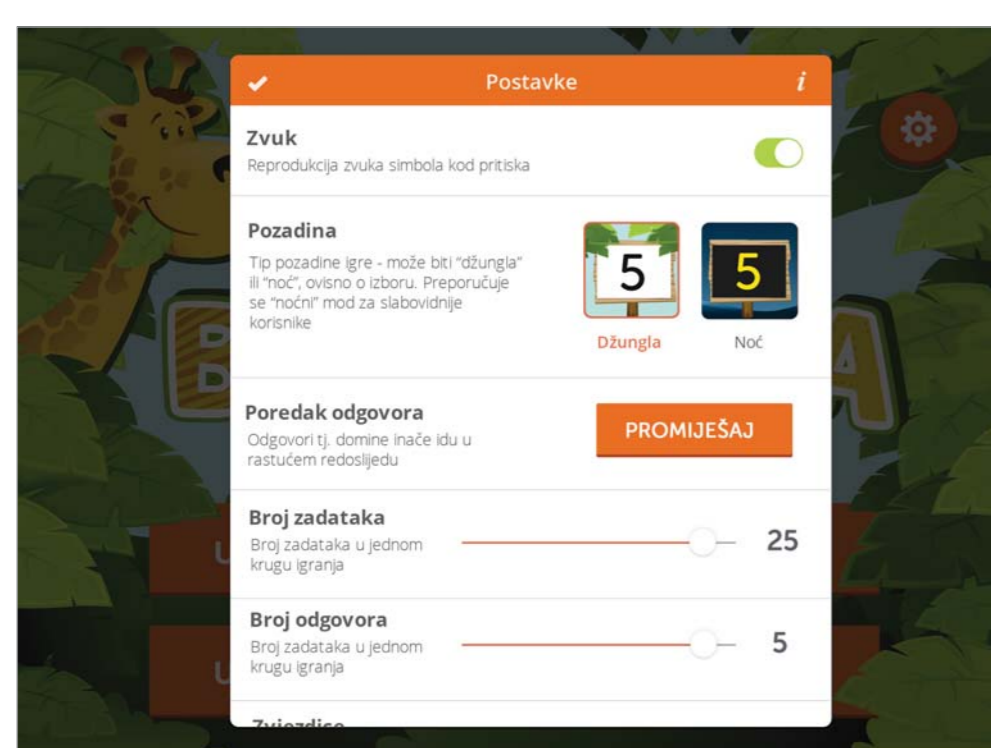 Postavke i
Zvuk
Reprodukcija zvuka simbola kod pritiska
Pozadina
Tip pozadine igre - može biti “džungla”
ili “noć”, ovisno o izboru. Preporučuje
se “noćni” mod za slabovidnije
korisnike
5 5
Džungla Noć
Poredak odgovora
Odgovori tj. domine inače idu u
rastućem redoslijedu
PROMIJEŠAJ
Broj zadataka
Broj zadataka u jednom
krugu igranja
25
Broj odgovora
Broj zadataka u jednom
krugu igranja
5
Zvjezdice